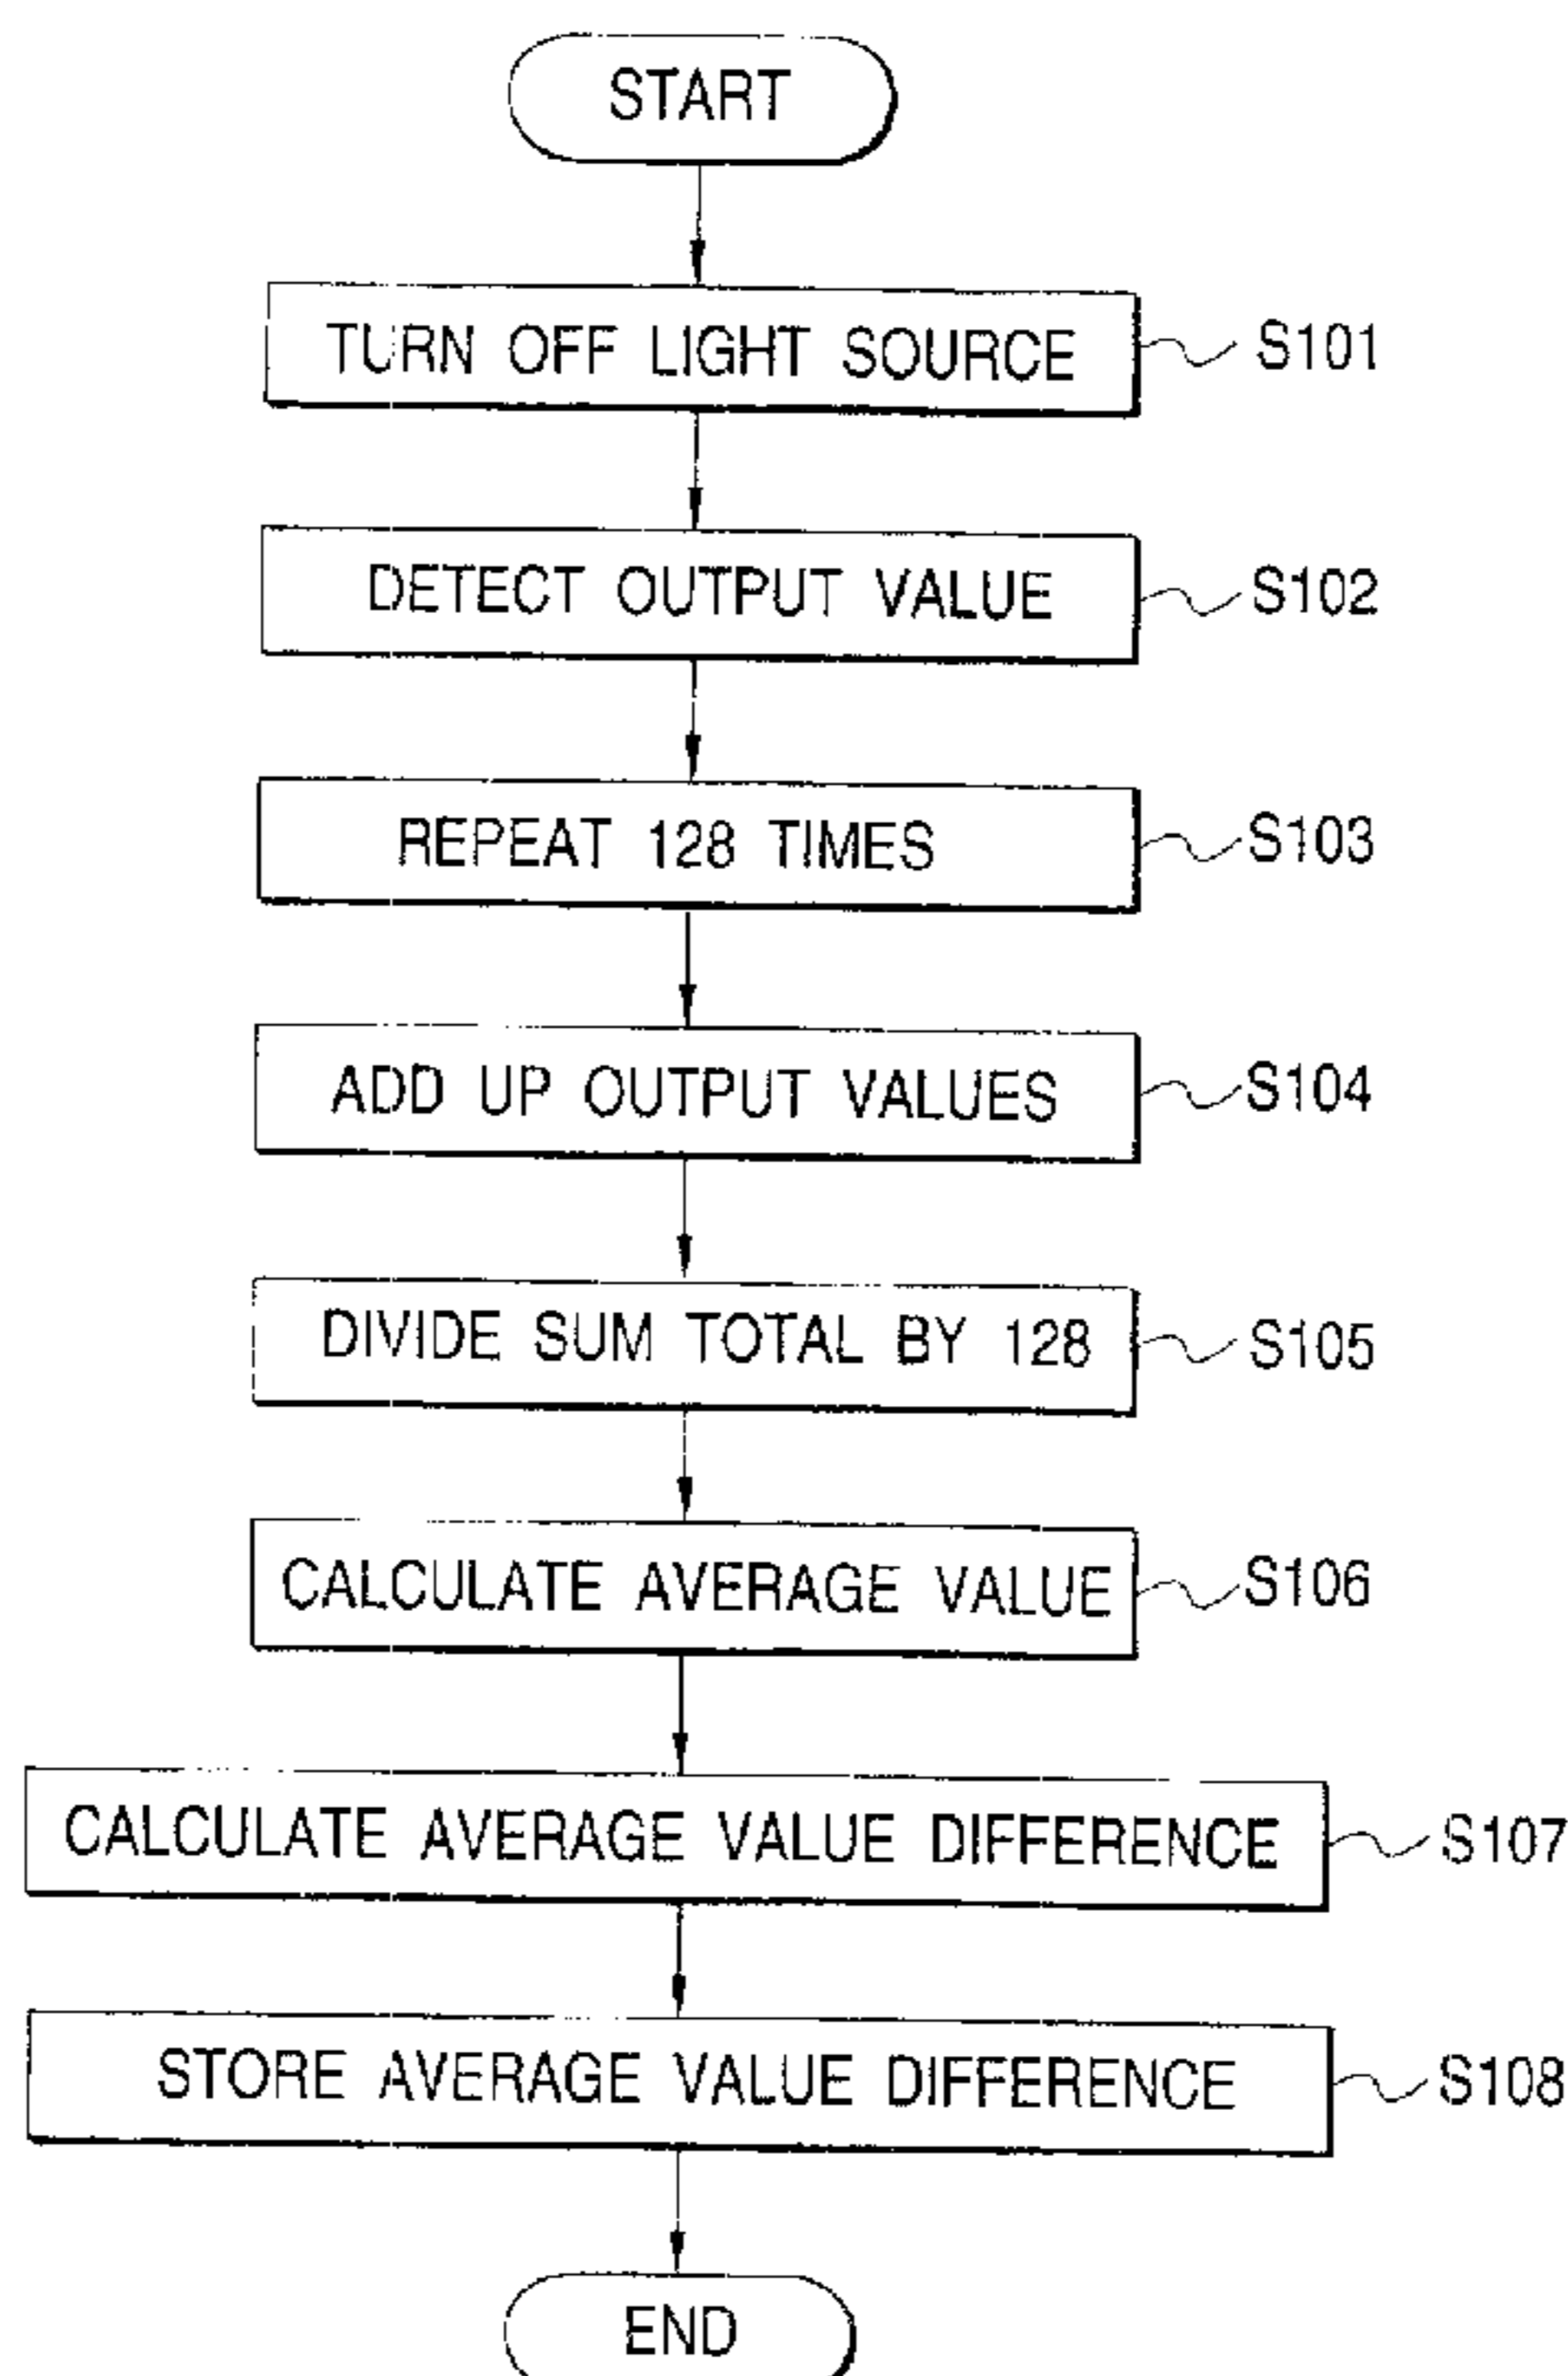 START
TURN OFF LIGHT SOURCE S101
DETECT OUTPUT VALUE S102
REPEAT 128 TIMES S103
ADD UP OUTPUT VALUES S104
DIVIDE SUM TOTAL BY 128 S105
CALCULATE AVERAGE VALUE S106
CALCULATE AVERAGE VALUE DIFFERENCE S107
STORE AVERAGE VALUE DIFFERENCE S108
END